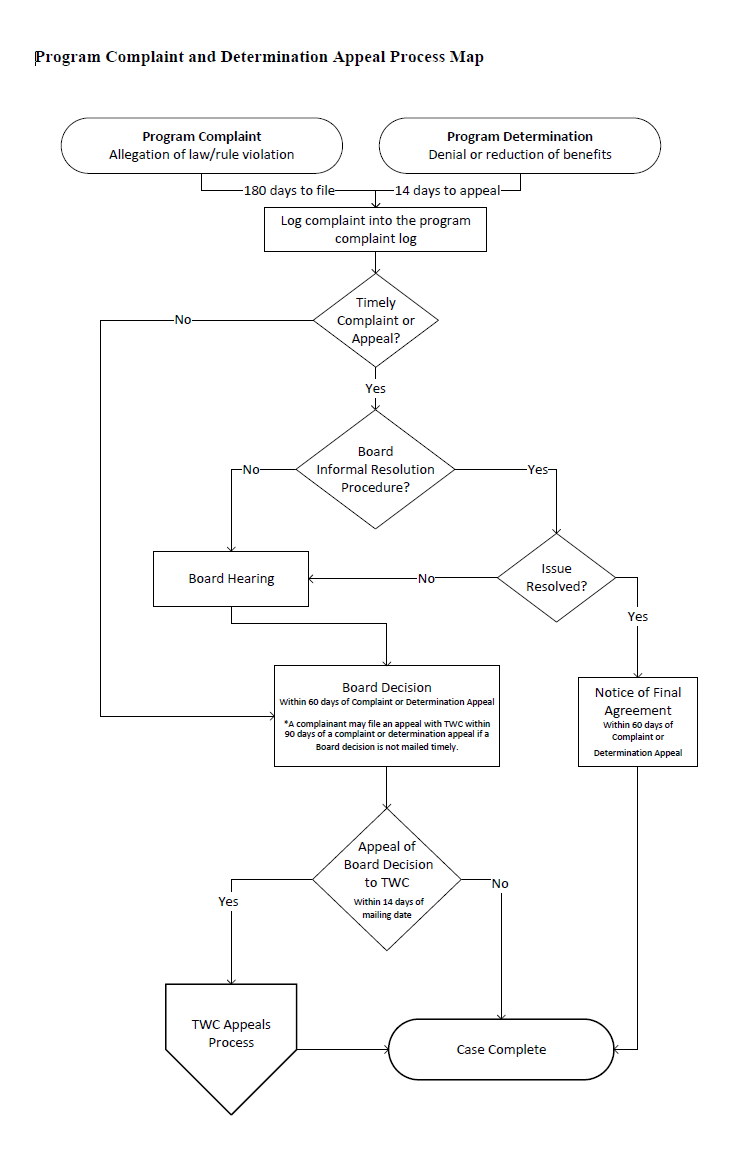 Program Complaint and Determination Appeal Process Map
Program Complaint
Allegation of law/rule violation
Program Determination
Denial or reduction of benefits
180 days to file
14 days to appeal
Log complaint into the program
complaint log
Timely
Complaint or
Appeal?
No
Yes
Board
Informal Resolution
Procedure?
No
Yes
Issue
Resolved?
Board Hearing
No
Yes
Board Decision
Within 60 days of Complaint or Determination Appeal
*A complainant may file an appeal with TWC within
90 days of a complaint or determination appeal if a
Board decision is not mailed timely.
Notice of Final
Agreement
Within 60 days of
Complaint or
Determination Appeal
Appeal of
Board Decision
to TWC
Within 14 days of
mailing date
Yes
No
TWC Appeals
Process
Case Complete